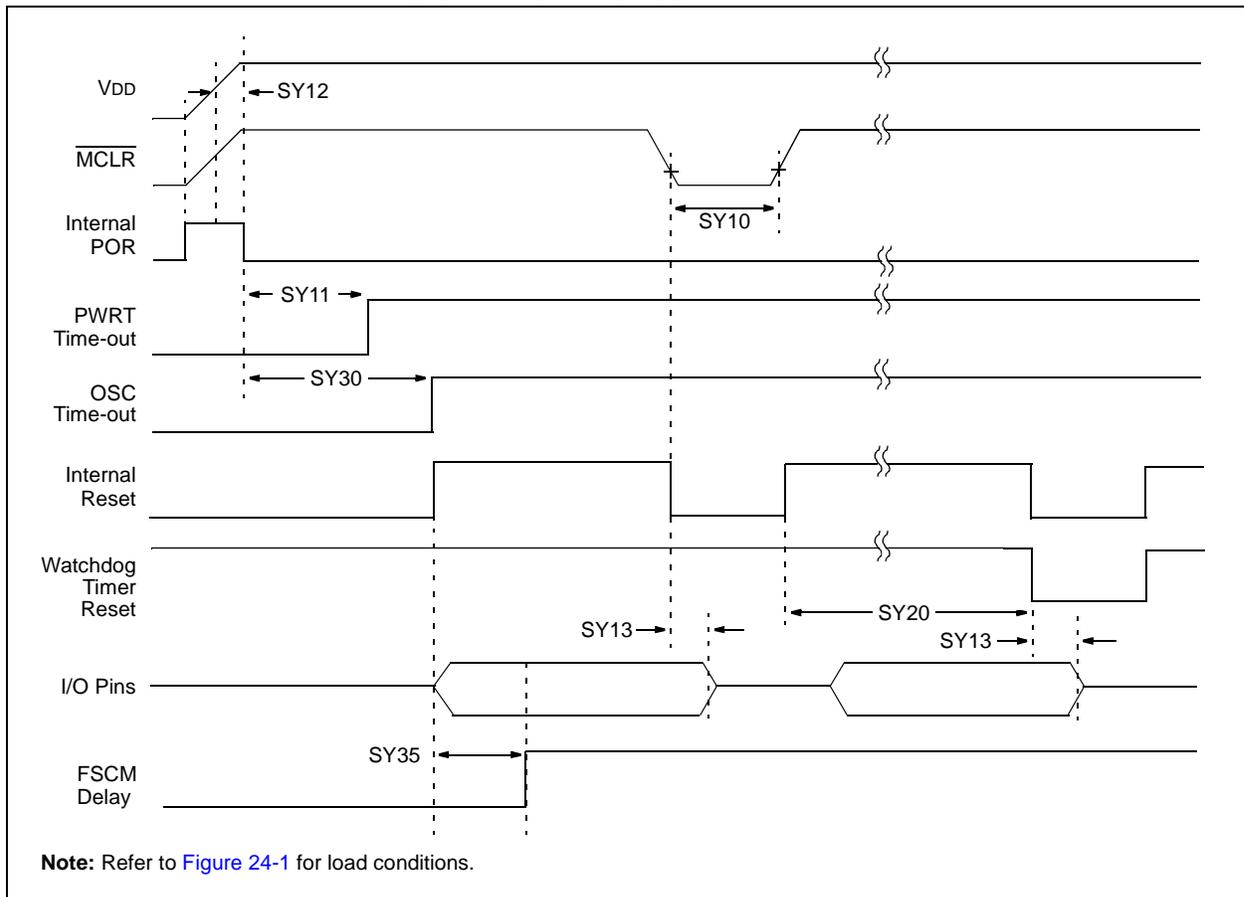 VDD
SY12
MCLR
SY10
Internal
POR
SY11
PWRT
Time-out
SY30
OSC
Time-out
Internal
Reset
Watchdog
Timer
Reset
SY20
SY13
SY13
I/O Pins
SY35
FSCM
Delay
Note: Refer to Figure 24-1 for load conditions.